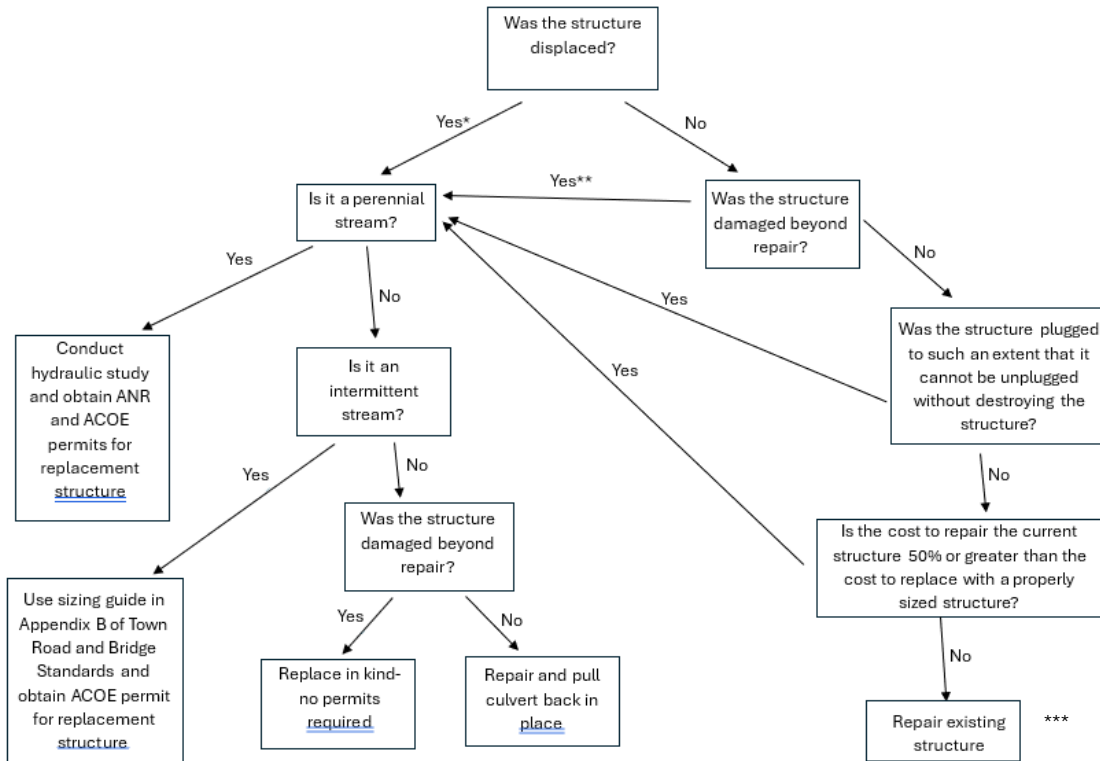 Was the structure
displaced?
Yes*
No
Is it a perennial
stream?
Yes**
Was the structure
damaged beyond
repair?
Yes
No
No
Yes
Conduct
hydraulic study
and obtain ANR
and ACOE
permits for
replacement
structure
Is it an
intermittent
stream?
Yes
Was the structure plugged
to such an extent that it
cannot be unplugged
without destroying the
structure?
Yes
No
No
Was the structure
damaged beyond
repair?
Is the cost to repair the current
structure 50% or greater than the
cost to replace with a properly
sized structure?
Use sizing guide in
Appendix B of Town
Road and Bridge
Standards and
obtain ACOE permit
for replacement
structure
Yes
No
No
Replace in kind-
no permits
required
Repair and pull
culvert back in
place
Repair existing
structure
***